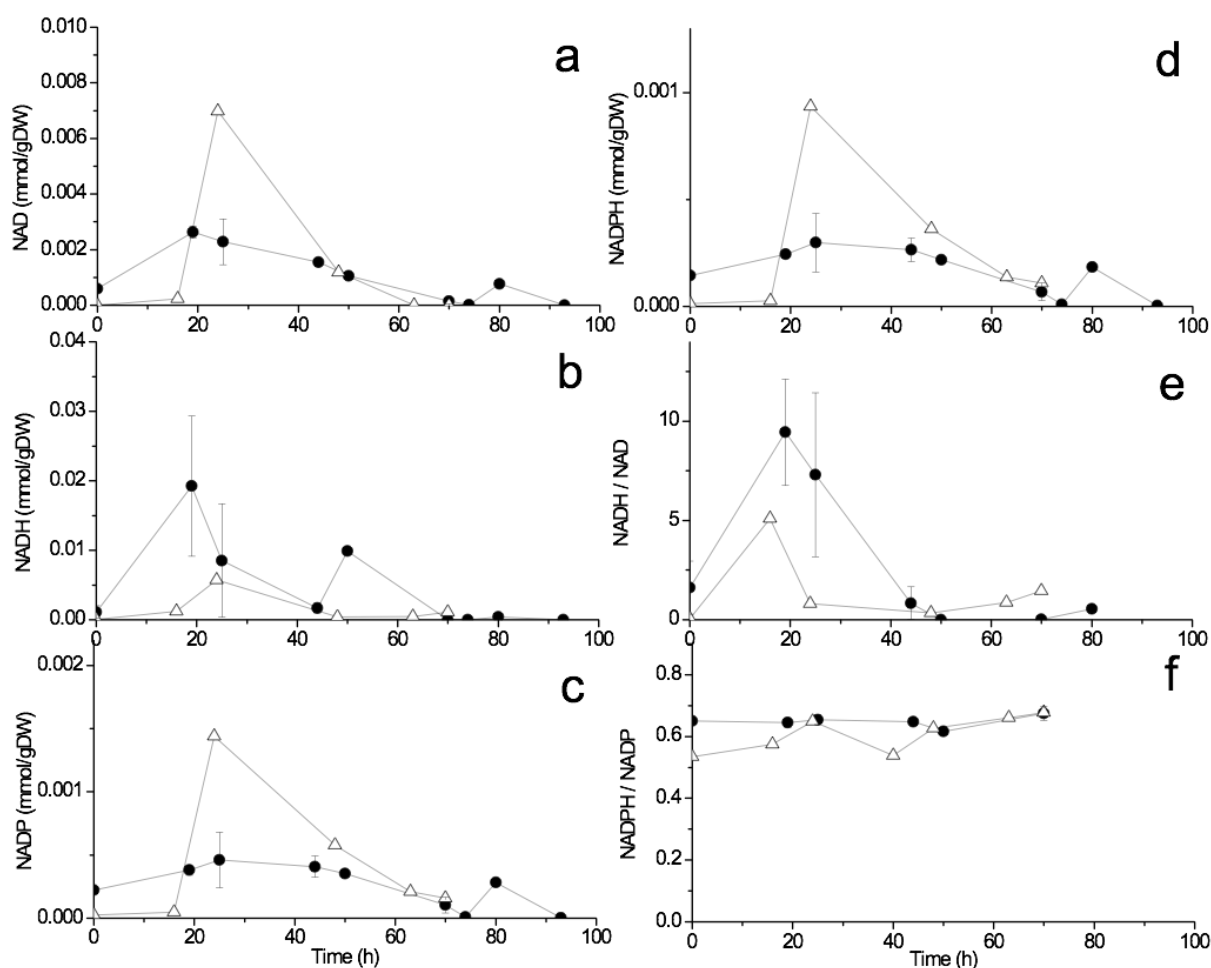 a
NAD (mmol/gDW)
0.010
0.008
0.006
0.004
0.002
0.000
0 20 40 60 80 100
d
NADPH (mmol/gDW)
0.001
0.000
0 20 40 60 80 100
b
NADH (mmol/gDW)
0.04
0.03
0.02
0.01
0.00
0 20 40 60 80 100
e
NADH / NAD
10
5
0
0 20 40 60 80 100
c
NADP (mmol/gDW)
0.002
0.001
0.000
0 20 40 60 80 100
Time (h)
f
NADPH / NADP
0.8
0.6
0.4
0.2
0.0
0 20 40 60 80 100
Time (h)